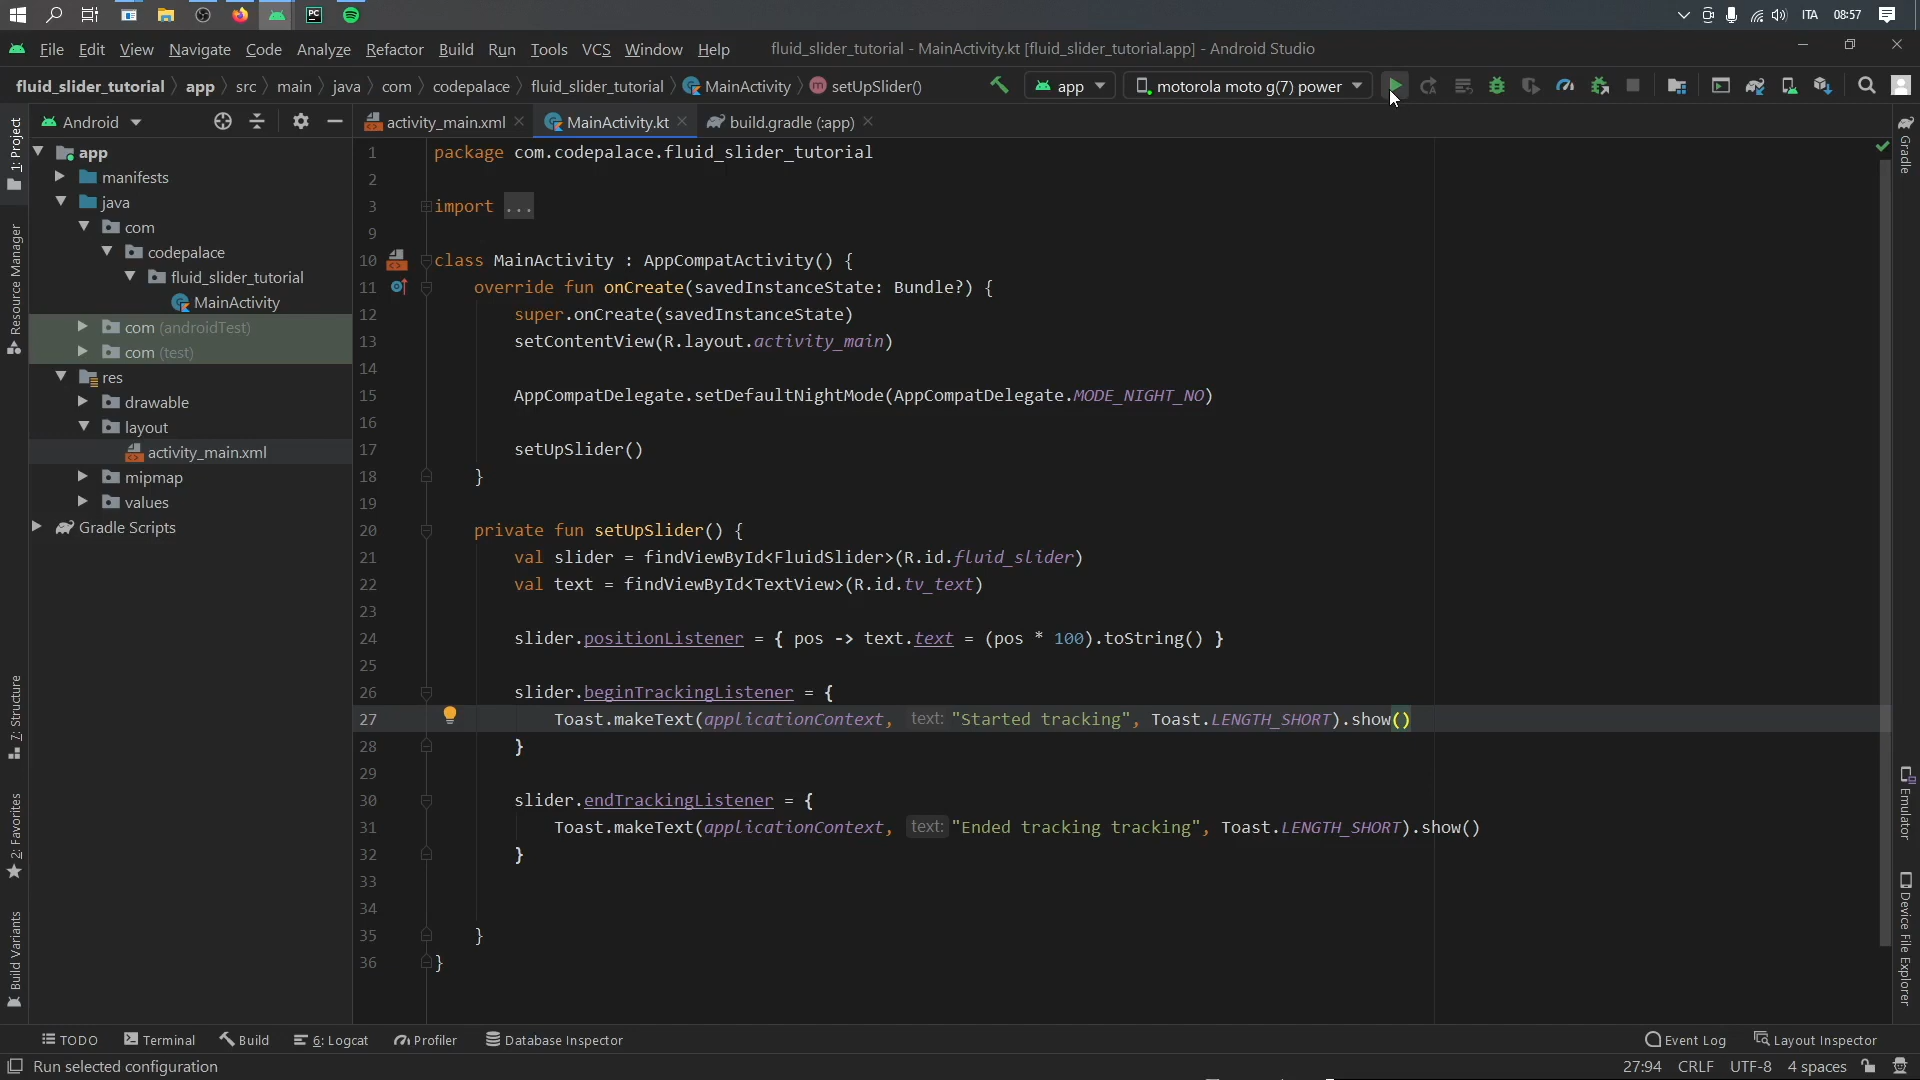 ITA 08:57
File Edit View Navigate Code Analyze Refactor Build Run Tools VCS Window Help fluid_slider_tutorial - MainActivity.kt [fluid_slider_tutorial.app] - Android Studio
fluid_slider_tutorial app src main java com codepalace fluid_slider_tutorial MainActivity setUpSlider() app motorola moto g(7) power
Android activity_main.xml MainActivity.kt build.gradle (:app)
1: Project
Resource Manager
7: Structure
2: Favorites
Build Variants
app
manifests
java
com
codepalace
fluid_slider_tutorial
MainActivity
com (androidTest)
com (test)
res
drawable
layout
activity_main.xml
mipmap
values
Gradle Scripts
1 package com.codepalace.fluid_slider_tutorial
2
3 import ...
9
10 class MainActivity : AppCompatActivity() {
11 override fun onCreate(savedInstanceState: Bundle?) {
12 super.onCreate(savedInstanceState)
13 setContentView(R.layout.activity_main)
14
15 AppCompatDelegate.setDefaultNightMode(AppCompatDelegate.MODE_NIGHT_NO)
16
17 setUpSlider()
18 }
19
20 private fun setUpSlider() {
21 val slider = findViewById<FluidSlider>(R.id.fluid_slider)
22 val text = findViewById<TextView>(R.id.tv_text)
23
24 slider.positionListener = { pos -> text.text = (pos * 100).toString() }
25
26 slider.beginTrackingListener = {
27 Toast.makeText(applicationContext, text: "Started tracking", Toast.LENGTH_SHORT).show()
28 }
29
30 slider.endTrackingListener = {
31 Toast.makeText(applicationContext, text: "Ended tracking tracking", Toast.LENGTH_SHORT).show()
32 }
33
34
35 }
36 }
Gradle
Emulator
Device File Explorer
TODO Terminal Build 6: Logcat Profiler Database Inspector Event Log Layout Inspector
Run selected configuration 27:94 CRLF UTF-8 4 spaces